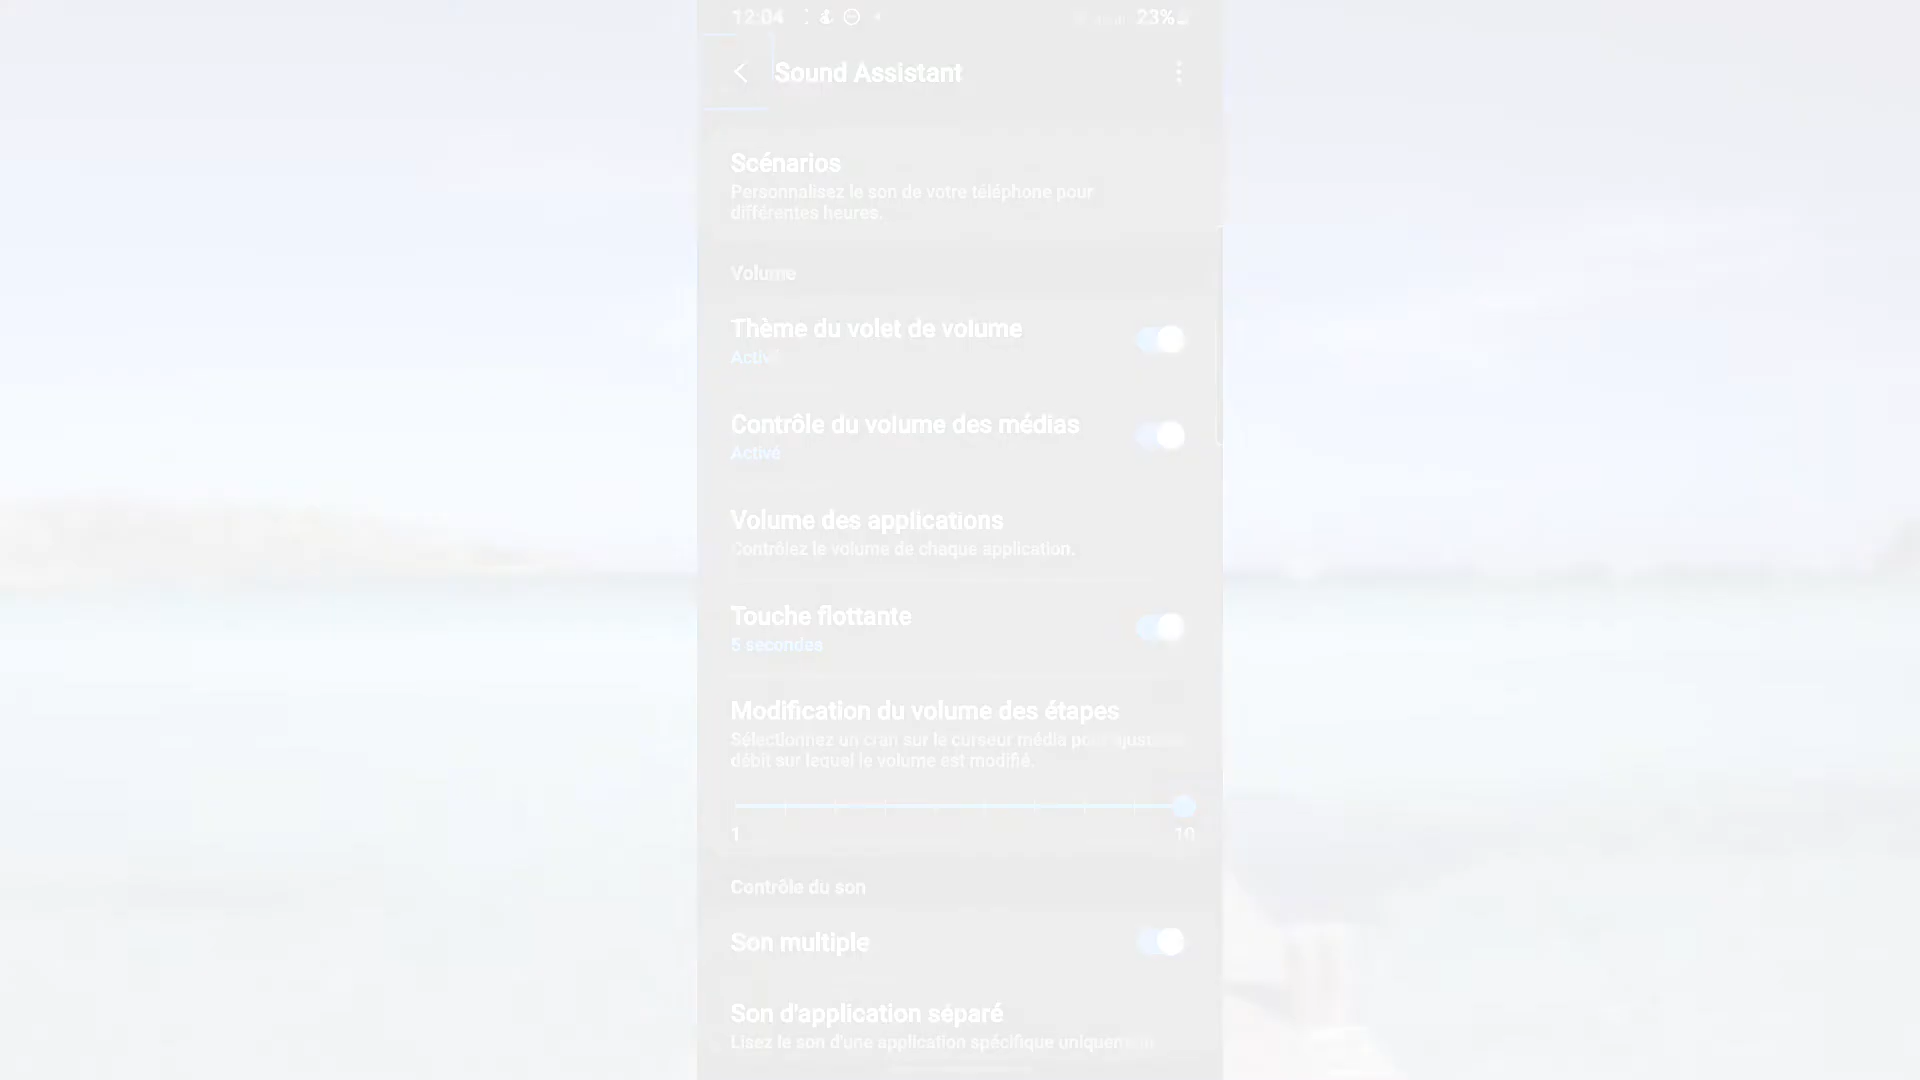 12:04
23%
Sound Assistant
Scénarios
Personnalisez le son de votre téléphone pour
différentes heures.
Volume
Thème du volet de volume
Activ
Contrôle du volume des médias
Activé
Volume des applications
Contrôlez le volume de chaque application.
Touche flottante
5 secondes
Modification du volume des étapes
Sélectionnez un cran sur le curseur média
débit sur lequel le volume est modifié.
1
10
Contrôle du son
Son multiple
Son d'application séparé
Lisez le son d'une application spécifique